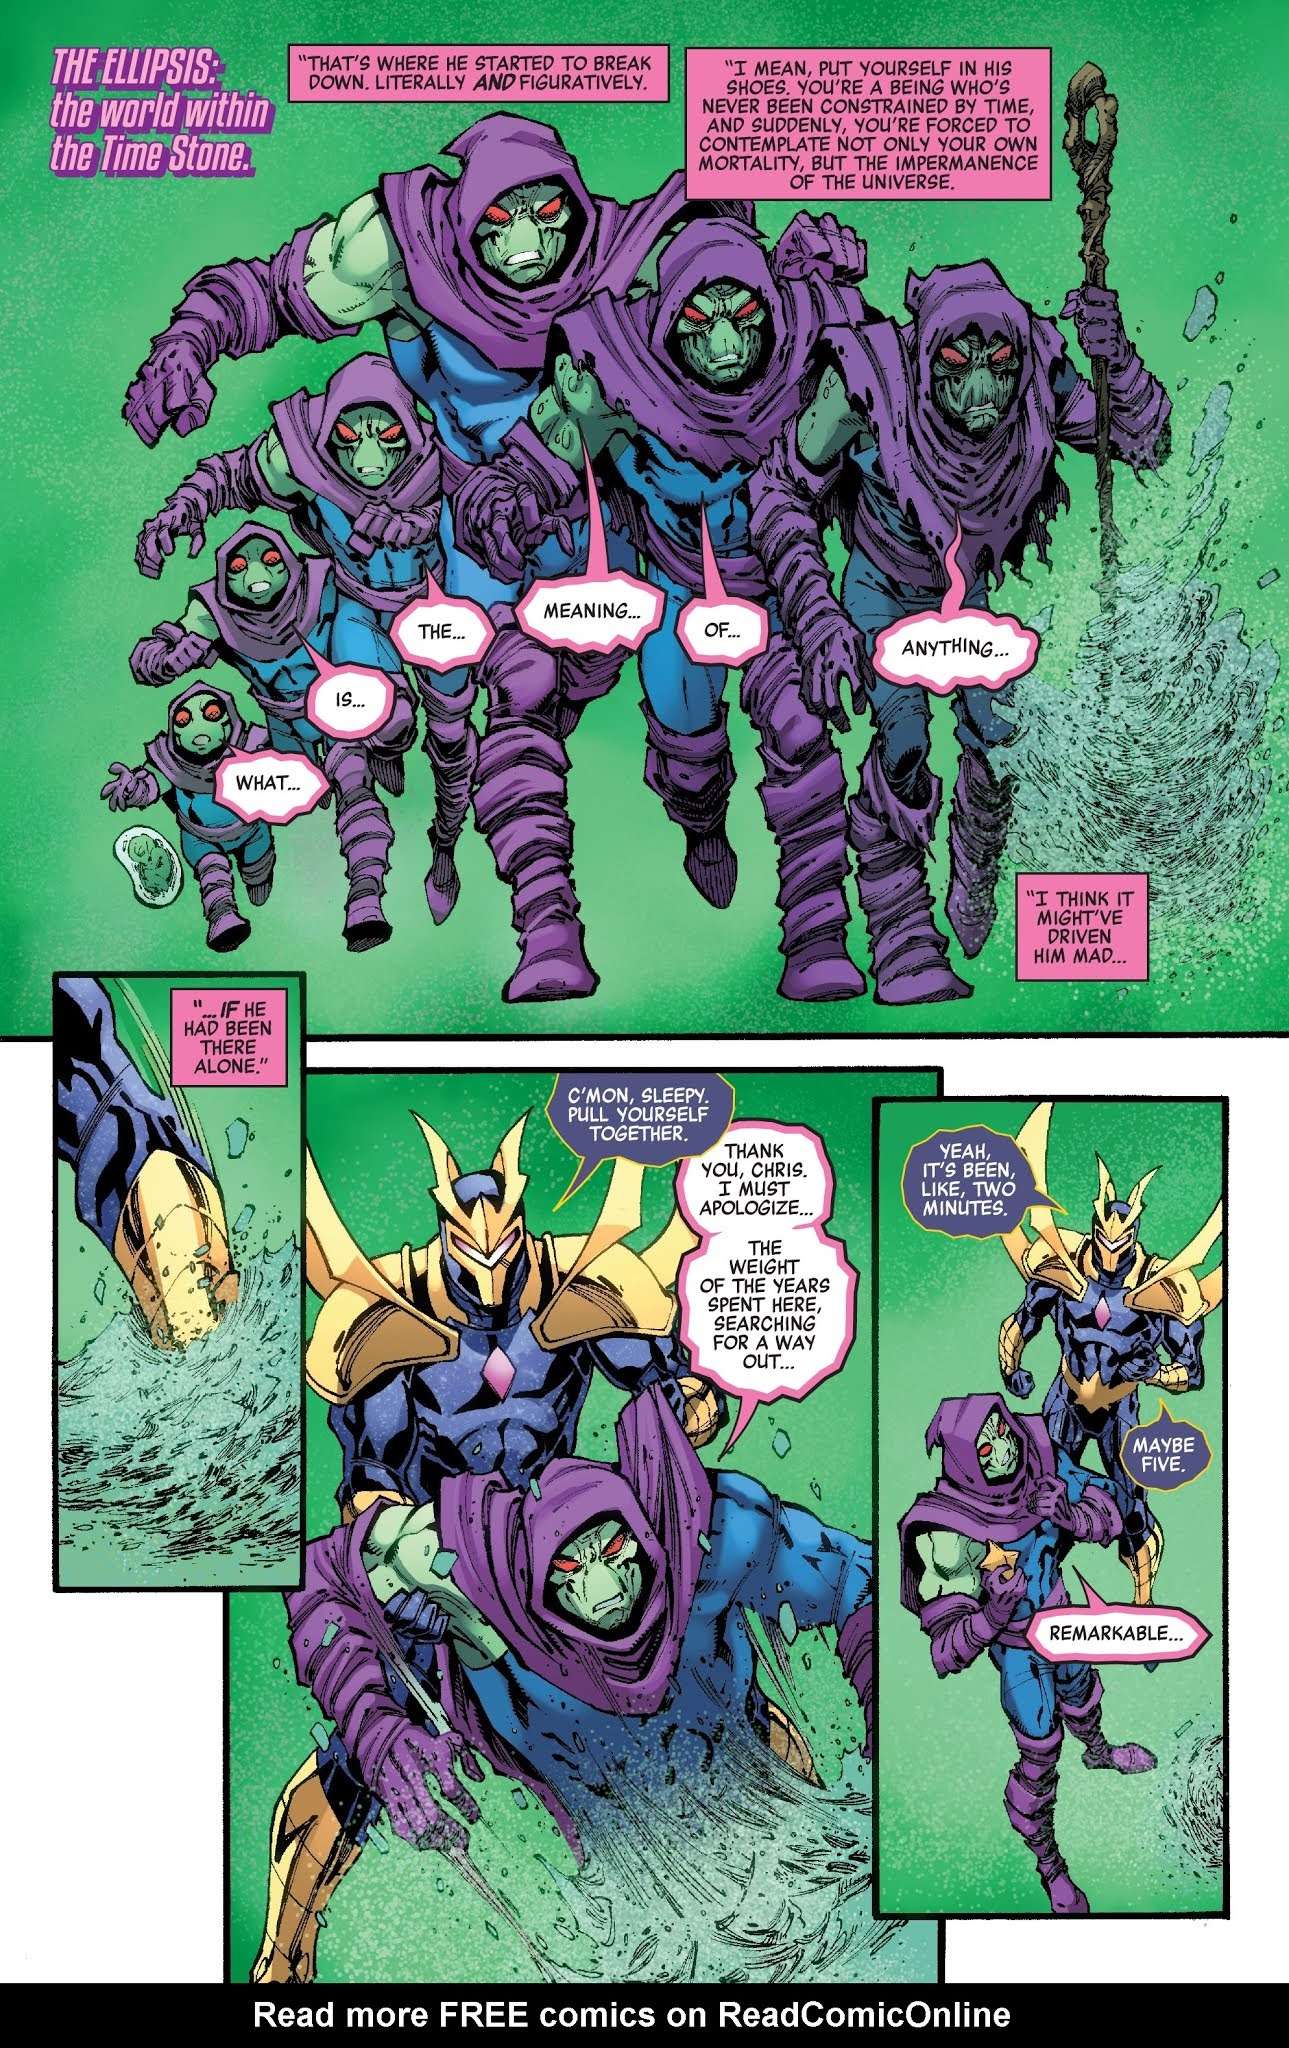 THE ELLIPSIS:
the world within
the Time Stone.
"THAT'S WHERE HE STARTED TO BREAK
DOWN. LITERALLY AND FIGURATIVELY.
"I MEAN, PUT YOURSELF IN HIS
SHOES. YOU'RE A BEING WHO'S
NEVER BEEN CONSTRAINED BY TIME,
AND SUDDENLY, YOU'RE FORCED TO
CONTEMPLATE NOT ONLY YOUR OWN
MORTALITY, BUT THE IMPERMANENCE
OF THE UNIVERSE.
WHAT...
IS...
THE...
MEANING...
OF...
ANYTHING...
"I THINK IT
MIGHT'VE
DRIVEN
HIM MAD...
"...IF HE
HAD BEEN
THERE
ALONE."
C'MON, SLEEPY.
PULL YOURSELF
TOGETHER.
THANK
YOU, CHRIS.
I MUST
APOLOGIZE...
THE
WEIGHT
OF THE YEARS
SPENT HERE,
SEARCHING
FOR A WAY
OUT...
YEAH,
IT'S BEEN,
LIKE, TWO
MINUTES.
MAYBE
FIVE.
REMARKABLE...
Read more FREE comics on ReadComicOnline